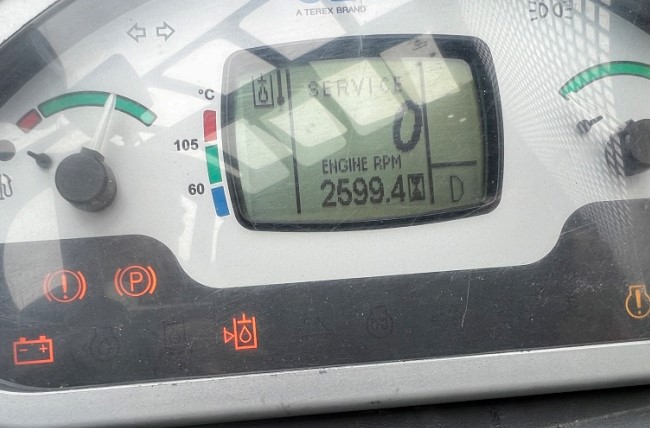 A TEREX BRAND
SERVICE
°C
0
105
ENGINE RPM
60
2599.4
D
P